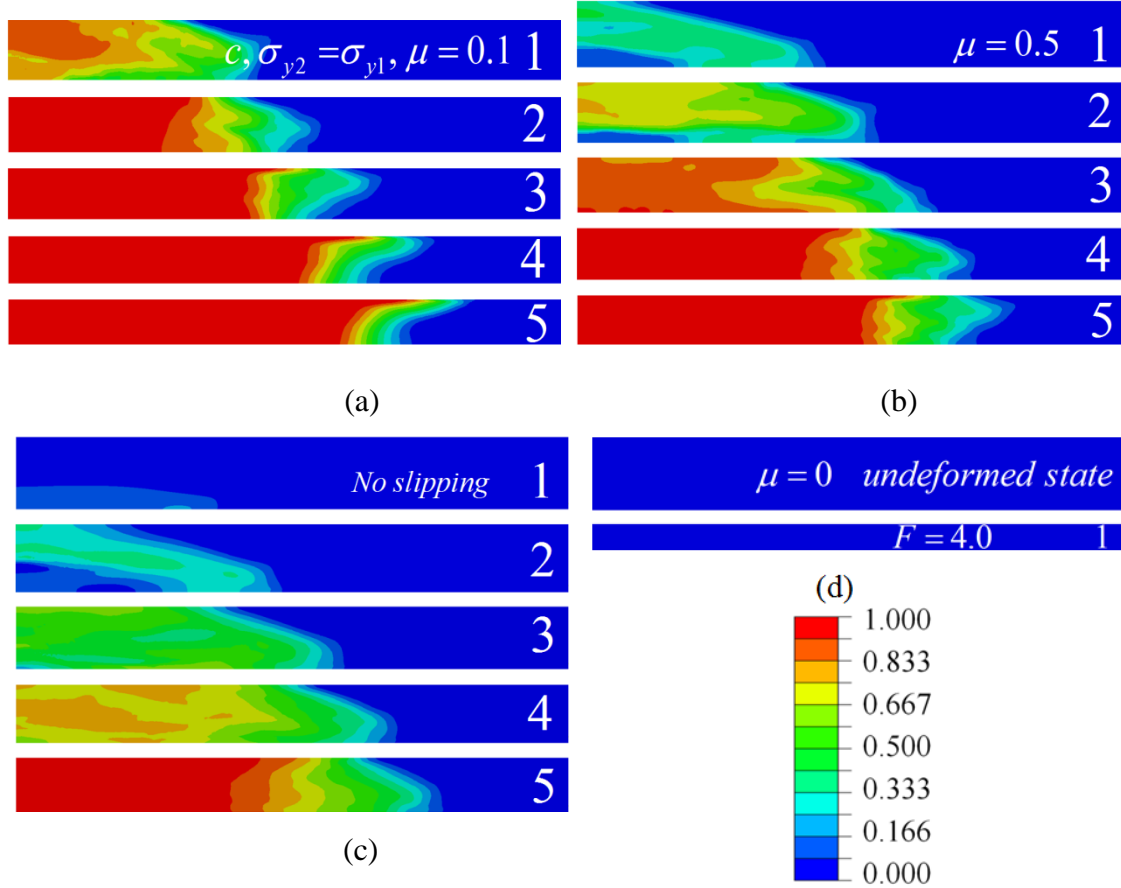 c, σy2 = σy1, μ = 0.1 1
2
3
4
5
(a)
μ = 0.5 1
2
3
4
5
(b)
No slipping 1
2
3
4
5
(c)
μ = 0 undeformed state
F = 4.0 1
(d)
1.000
0.833
0.667
0.500
0.333
0.166
0.000